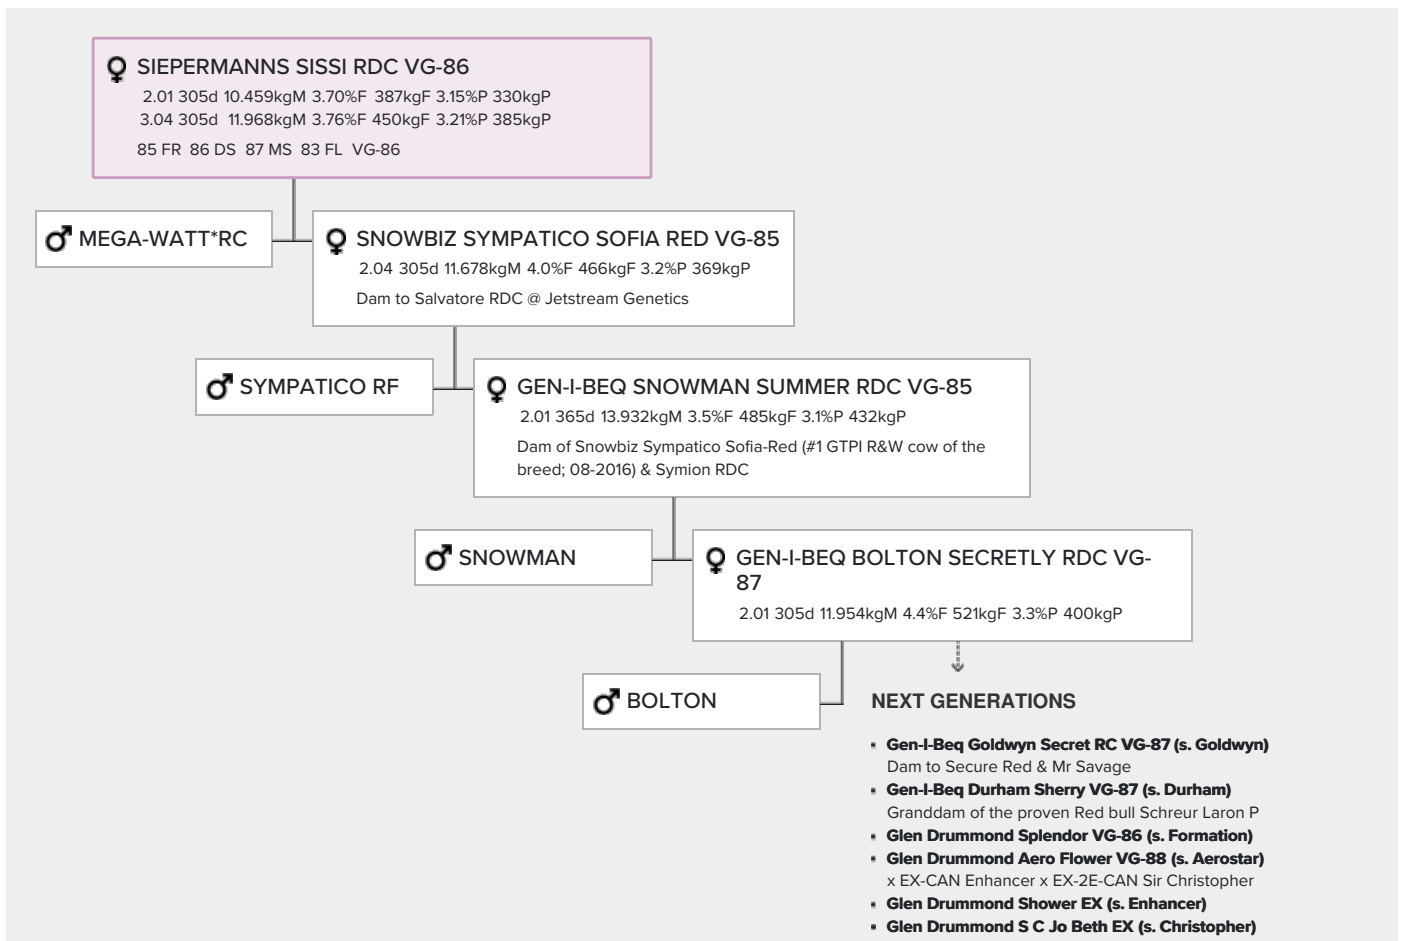 SIEPERMANNS SISSI RDC VG-86
2.01 305d 10.459kgM 3.70%F 387kgF 3.15%P 330kgP
3.04 305d 11.968kgM 3.76%F 450kgF 3.21%P 385kgP
85 FR 86 DS 87 MS 83 FL VG-86
MEGA-WATT*RC
SNOWBIZ SYMPATICO SOFIA RED VG-85
2.04 305d 11.678kgM 4.0%F 466kgF 3.2%P 369kgP
Dam to Salvatore RDC @ Jetstream Genetics
SYMPATICO RF
GEN-I-BEQ SNOWMAN SUMMER RDC VG-85
2.01 365d 13.932kgM 3.5%F 485kgF 3.1%P 432kgP
Dam of Snowbiz Sympatico Sofia-Red (#1 GTPI R&W cow of the
breed; 08-2016) & Symion RDC
SNOWMAN
GEN-I-BEQ BOLTON SECRETLY RDC VG-
87
2.01 305d 11.954kgM 4.4%F 521kgF 3.3%P 400kgP
BOLTON
NEXT GENERATIONS
▪ Gen-I-Beq Goldwyn Secret RC VG-87 (s. Goldwyn)
Dam to Secure Red & Mr Savage
▪ Gen-I-Beq Durham Sherry VG-87 (s. Durham)
Granddam of the proven Red bull Schreur Laron P
▪ Glen Drummond Splendor VG-86 (s. Formation)
▪ Glen Drummond Aero Flower VG-88 (s. Aerostar)
x EX-CAN Enhancer x EX-2E-CAN Sir Christopher
▪ Glen Drummond Shower EX (s. Enhancer)
▪ Glen Drummond S C Jo Beth EX (s. Christopher)